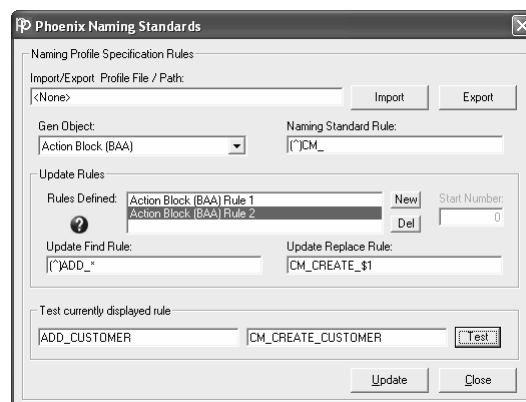 Phoenix Naming Standards
Naming Profile Specification Rules
Import/Export Profile File / Path:
<None>
Import
Export
Gen Object:
Naming Standard Rule:
Action Block (BAA)
(^)CM_
Update Rules
Rules Defined:
Action Block (BAA) Rule 1
Action Block (BAA) Rule 2
New
Del
Start Number:
0
?
Update Find Rule:
Update Replace Rule:
(^)ADD_*
CM_CREATE_$1
Test currently displayed rule
ADD_CUSTOMER
CM_CREATE_CUSTOMER
Test
Update
Close